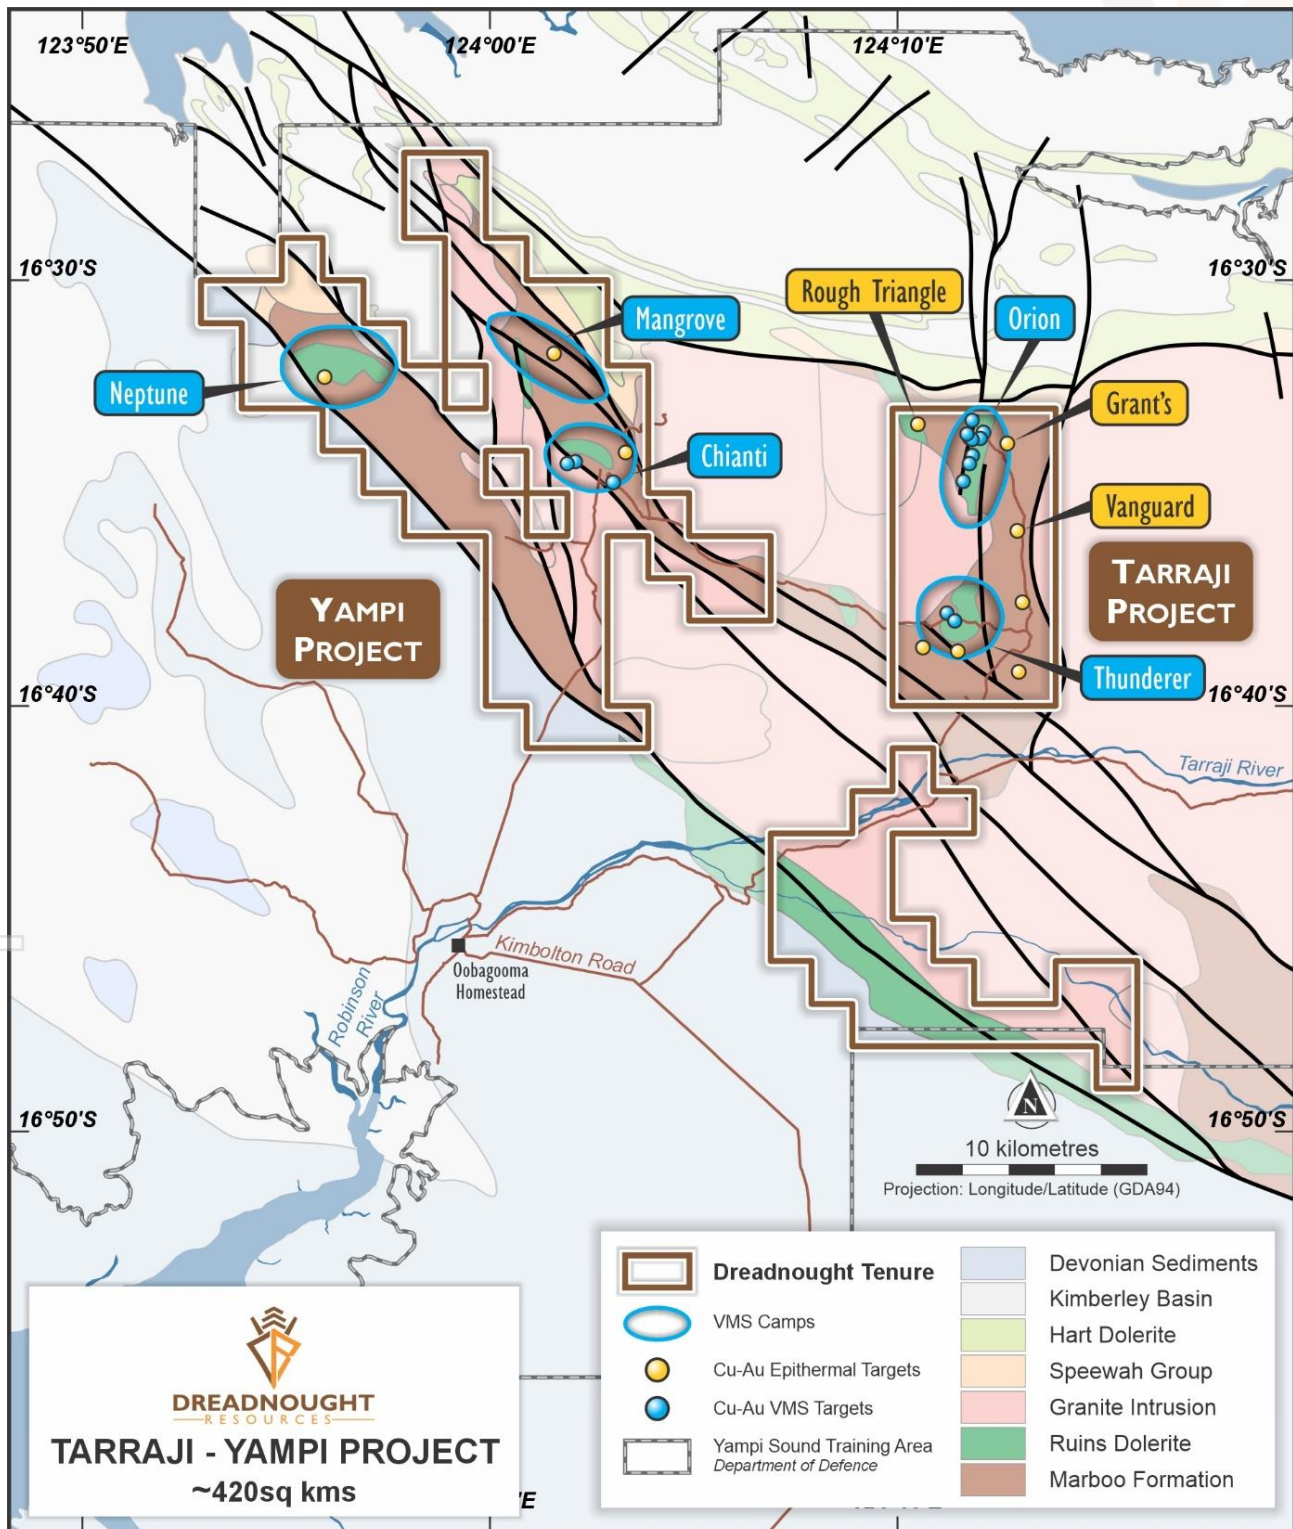 123°50'E
124°00'E
124°10'E
16°30'S
16°30'S
Rough Triangle
Mangrove
Orion
Neptune
Grant's
Chianti
Vanguard
YAMPI
PROJECT
TARRAJI
PROJECT
Thunderer
16°40'S
16°40'S
Tarraji River
Kimbolton Road
Oobagooma
Homestead
Robinson
River
N
16°50'S
16°50'S
10 kilometres
Projection: Longitude/Latitude (GDA94)
Dreadnought Tenure
VMS Camps
Cu-Au Epithermal Targets
Cu-Au VMS Targets
Yampi Sound Training Area
Department of Defence
Devonian Sediments
Kimberley Basin
Hart Dolerite
Speewah Group
Granite Intrusion
Ruins Dolerite
Marboo Formation
DREADNOUGHT
RESOURCES
TARRAJI - YAMPI PROJECT
~420sq kms